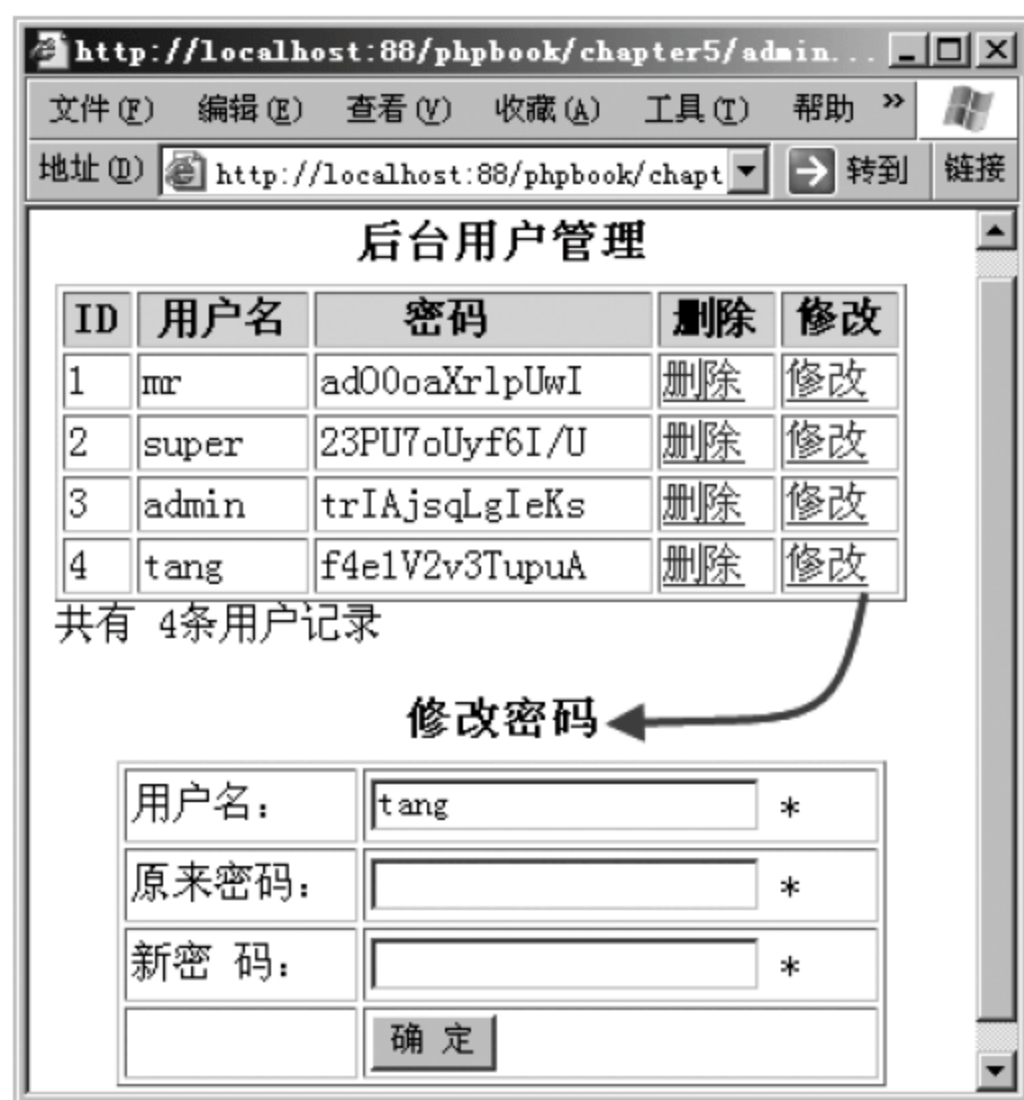 http://localhost:88/phpbook/chapter5/admin...
文件(F) 编辑(E) 查看(V) 收藏(A) 工具(T) 帮助 »
地址(D) http://localhost:88/phpbook/chapt 转到 链接
后台用户管理
ID 用户名 密码 删除 修改
1 mr adO0oaXrlpUwI 删除 修改
2 super 23PU7oUyf6I/U 删除 修改
3 admin trIAjsqLgIeKs 删除 修改
4 tang f4e1V2v3TupuA 删除 修改
共有 4条用户记录
修改密码
用户名： tang *
原来密码： *
新密 码： *
确 定